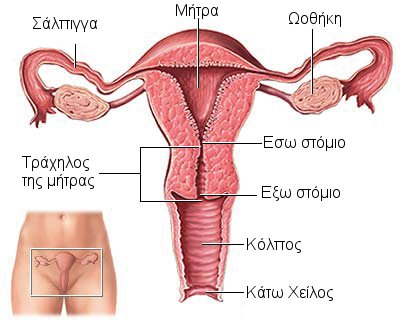 Μήτρα
Σάλπιγγα
Ωοθήκη
Εσω στόμιο
Τράχηλος
της μήτρας
Εξω στόμιο
Κόλπος
Κάτω Χείλος